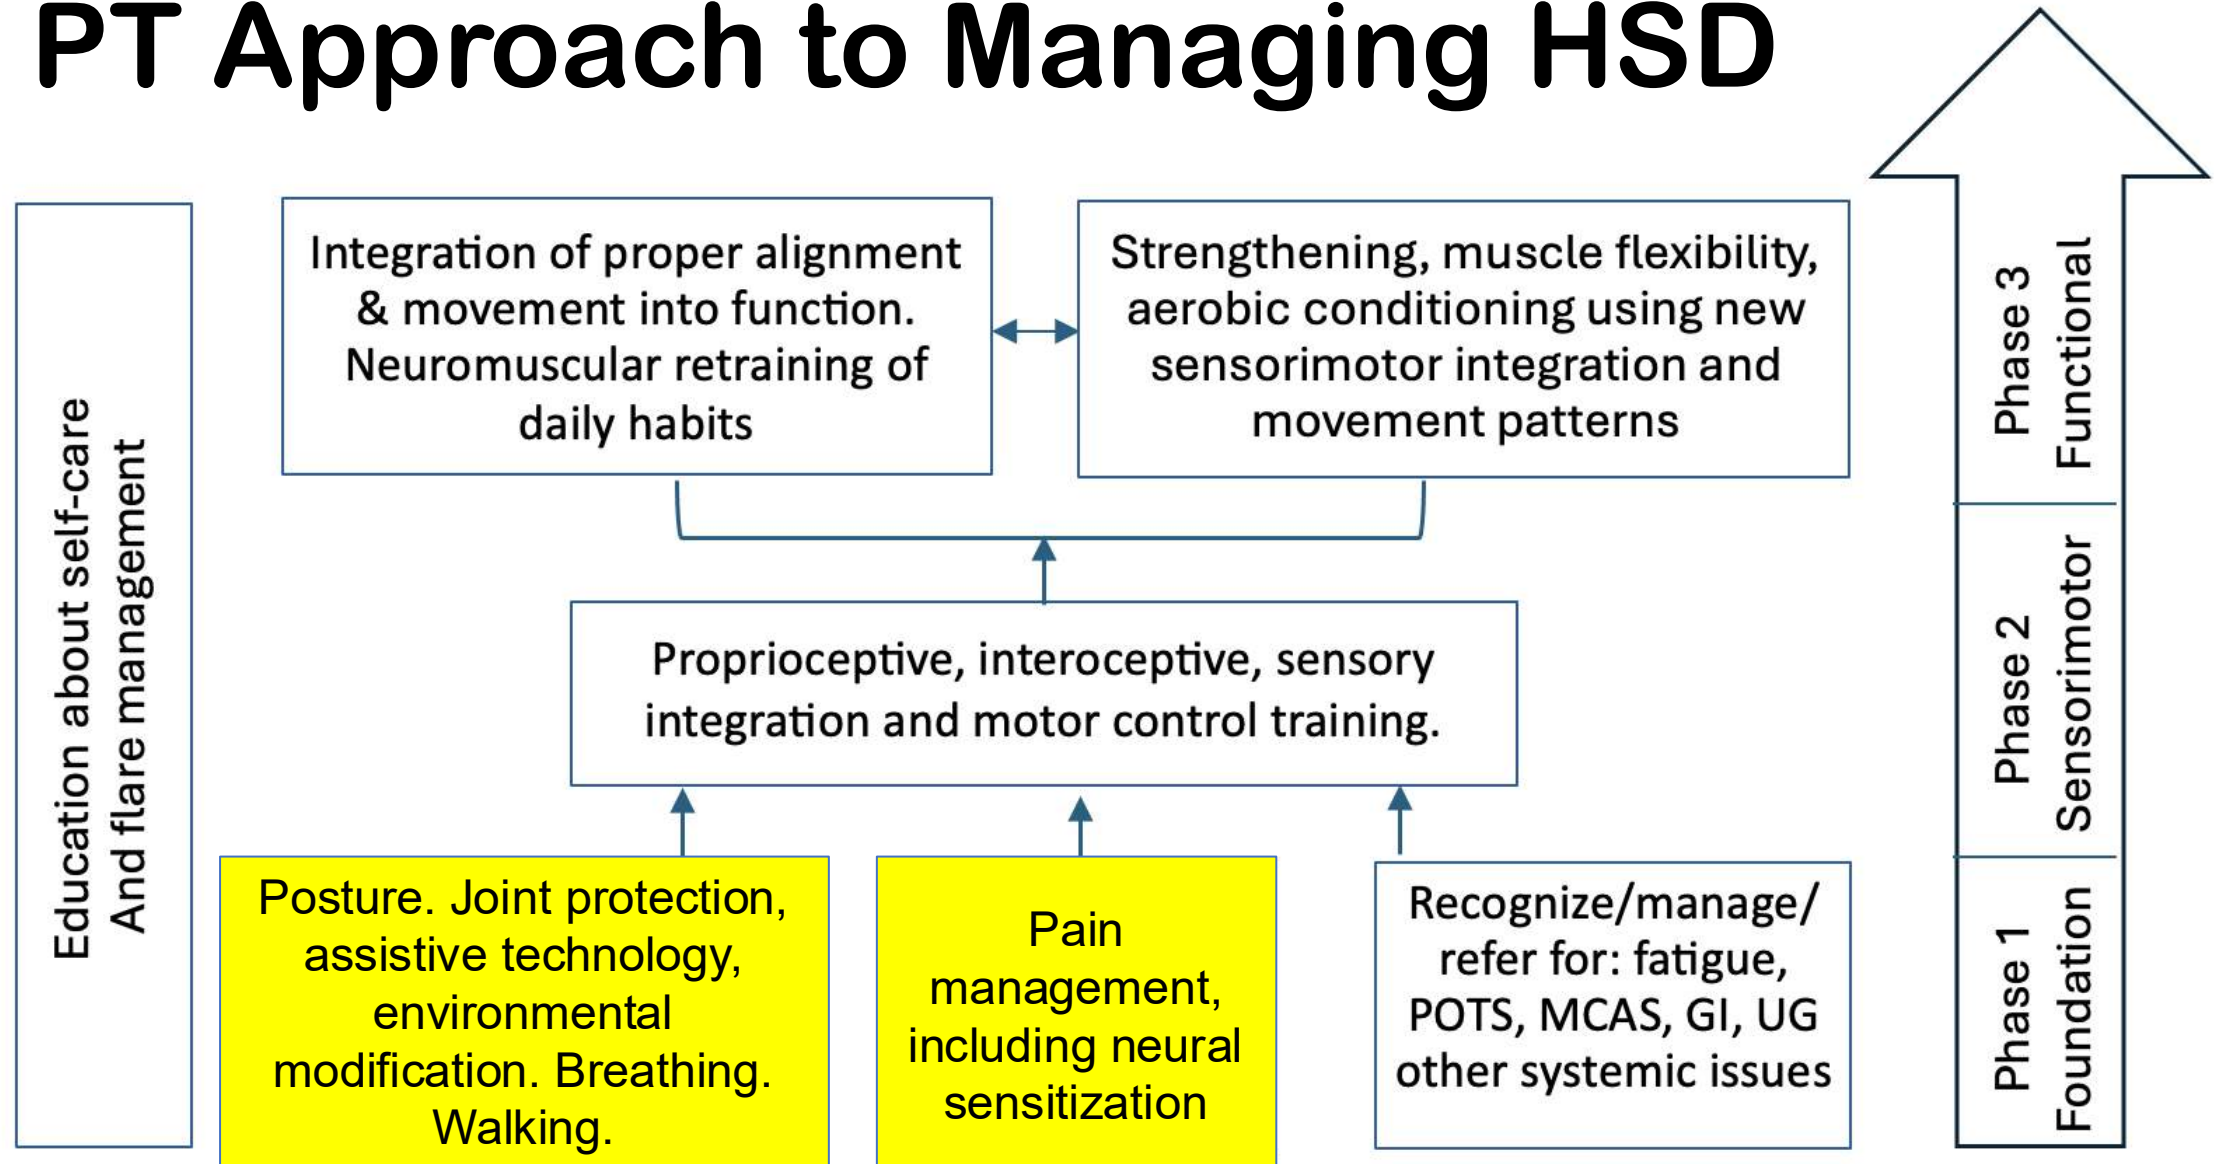 PT Approach to Managing HSD
Education about self-care
And flare management
Integration of proper alignment
& movement into function.
Neuromuscular retraining of
daily habits
Strengthening, muscle flexibility,
aerobic conditioning using new
sensorimotor integration and
movement patterns
Proprioceptive, interoceptive, sensory
integration and motor control training.
Posture. Joint protection,
assistive technology,
environmental
modification. Breathing.
Walking.
Pain
management,
including neural
sensitization
Recognize/manage/
refer for: fatigue,
POTS, MCAS, GI, UG
other systemic issues
Phase 3
Functional
Phase 2
Sensorimotor
Phase 1
Foundation